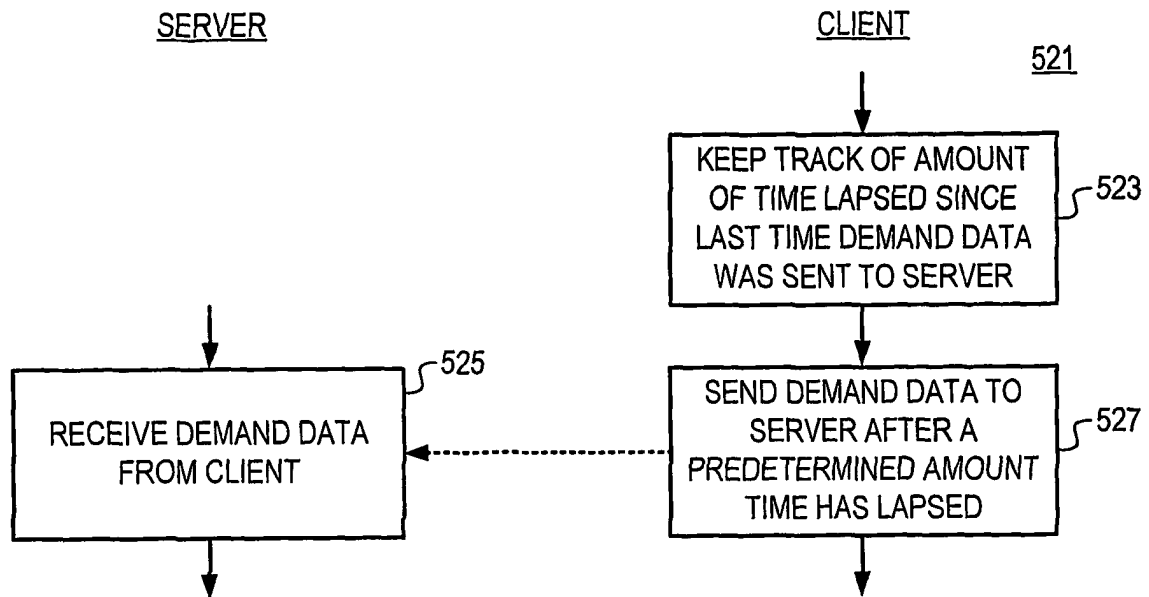 SERVER
CLIENT
521
KEEP TRACK OF AMOUNT
OF TIME LAPSED SINCE
LAST TIME DEMAND DATA
WAS SENT TO SERVER
523
525
RECEIVE DEMAND DATA
FROM CLIENT
SEND DEMAND DATA TO
SERVER AFTER A
PREDETERMINED AMOUNT
TIME HAS LAPSED
527